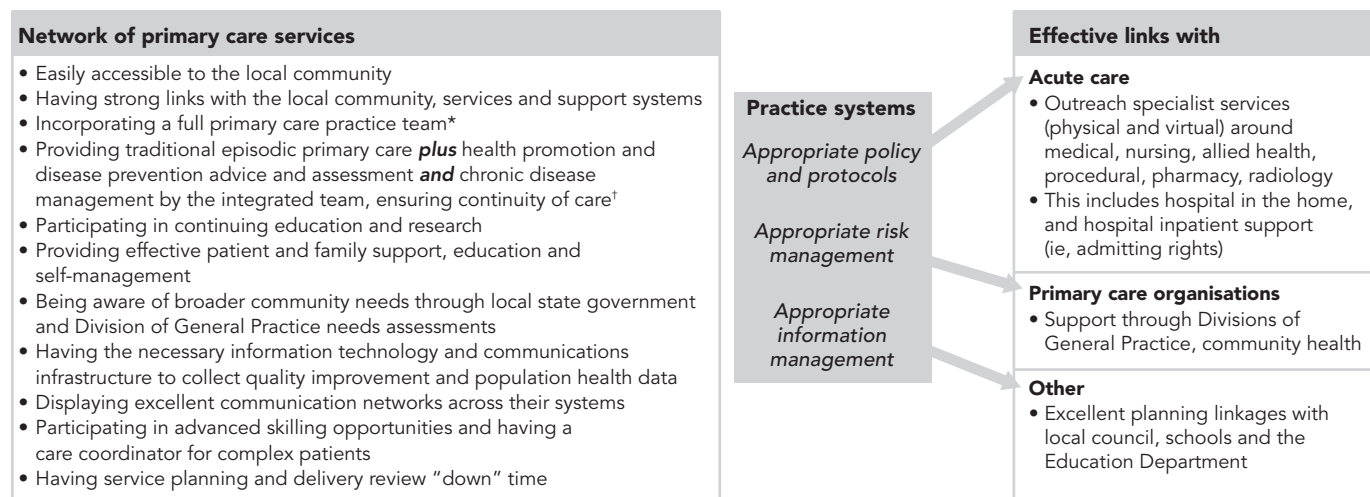 Network of primary care services
• Easily accessible to the local community
• Having strong links with the local community, services and support systems
• Incorporating a full primary care practice team*
• Providing traditional episodic primary care plus health promotion and
disease prevention advice and assessment and chronic disease
management by the integrated team, ensuring continuity of care†
• Participating in continuing education and research
• Providing effective patient and family support, education and
self-management
• Being aware of broader community needs through local state government
and Division of General Practice needs assessments
• Having the necessary information technology and communications
infrastructure to collect quality improvement and population health data
• Displaying excellent communication networks across their systems
• Participating in advanced skilling opportunities and having a
care coordinator for complex patients
• Having service planning and delivery review “down” time
Practice systems
Appropriate policy
and protocols
Appropriate risk
management
Appropriate
information
management
Effective links with
Acute care
• Outreach specialist services
(physical and virtual) around
medical, nursing, allied health,
procedural, pharmacy, radiology
• This includes hospital in the home,
and hospital inpatient support
(ie, admitting rights)
Primary care organisations
• Support through Divisions of
General Practice, community health
Other
• Excellent planning linkages with
local council, schools and the
Education Department